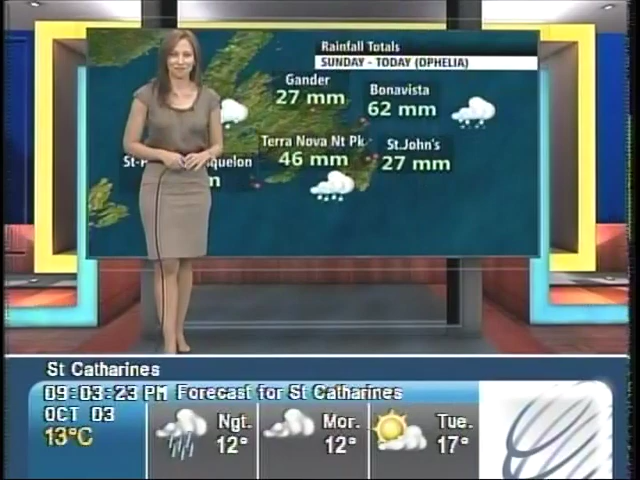 Rainfall Totals
SUNDAY - TODAY (OPHELIA)
Gander
27 mm
Bonavista
62 mm
Terra Nova Nt Pk
46 mm
St.John's
27 mm
St-P quelon
m
St Catharines
09:03:23 PM Forecast for St Catharines
OCT 03
13°C
Ngt.
12°
Mor.
12°
Tue.
17°